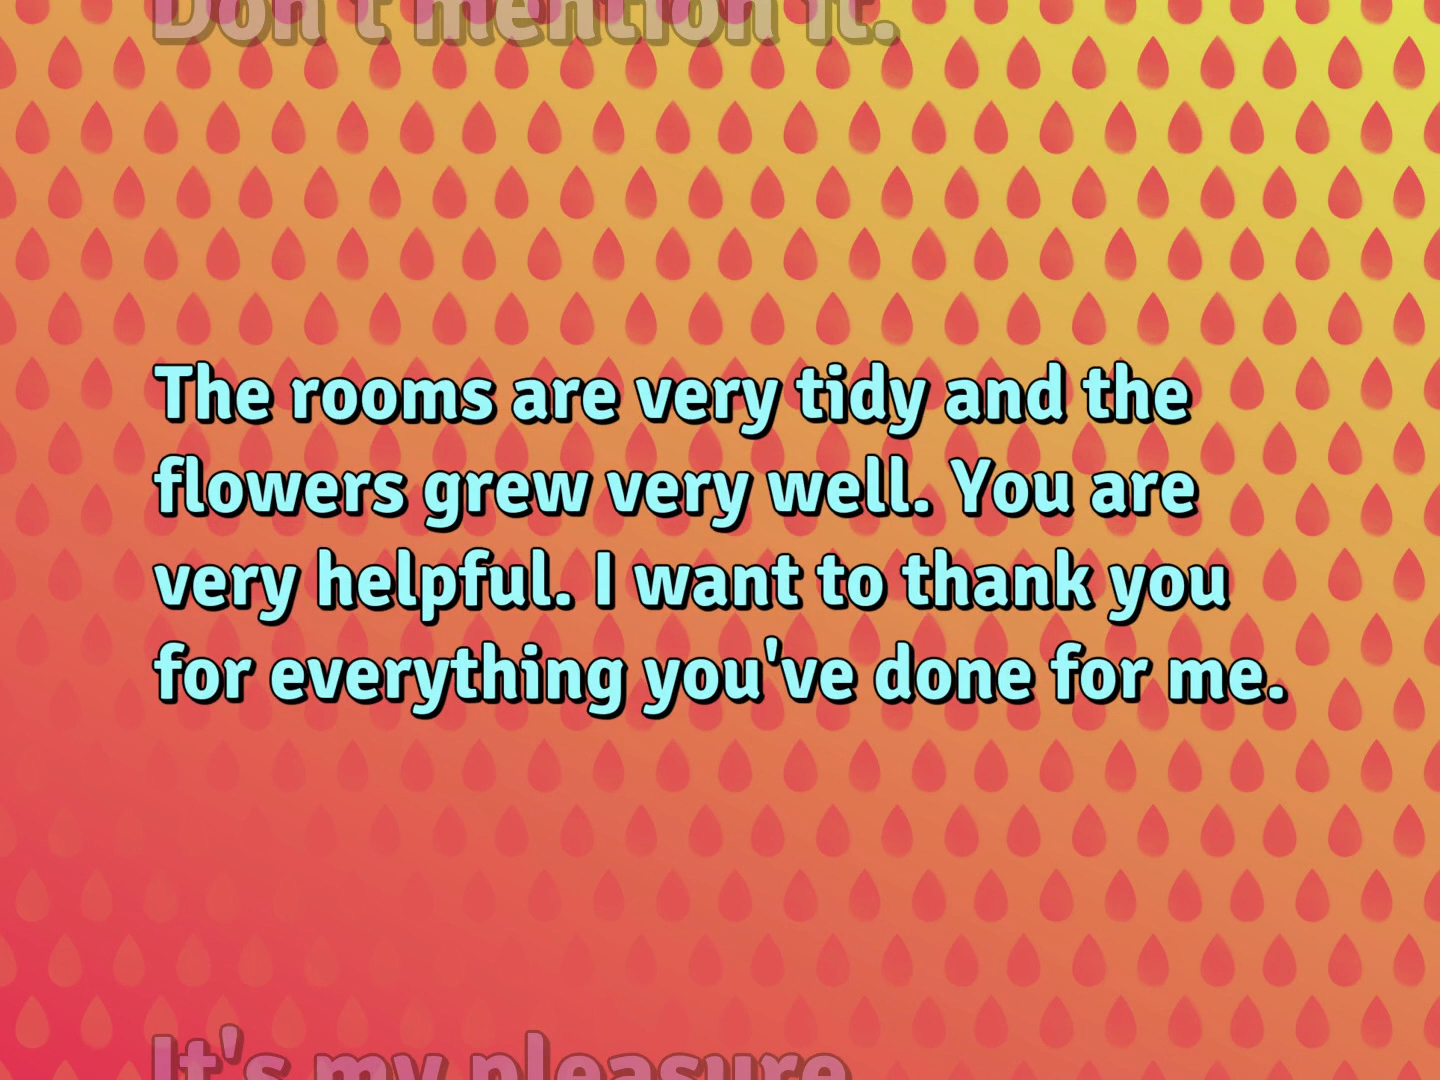 Don't mention it.
The rooms are very tidy and the
flowers grew very well. You are
very helpful. I want to thank you
for everything you've done for me.
It's my pleasure